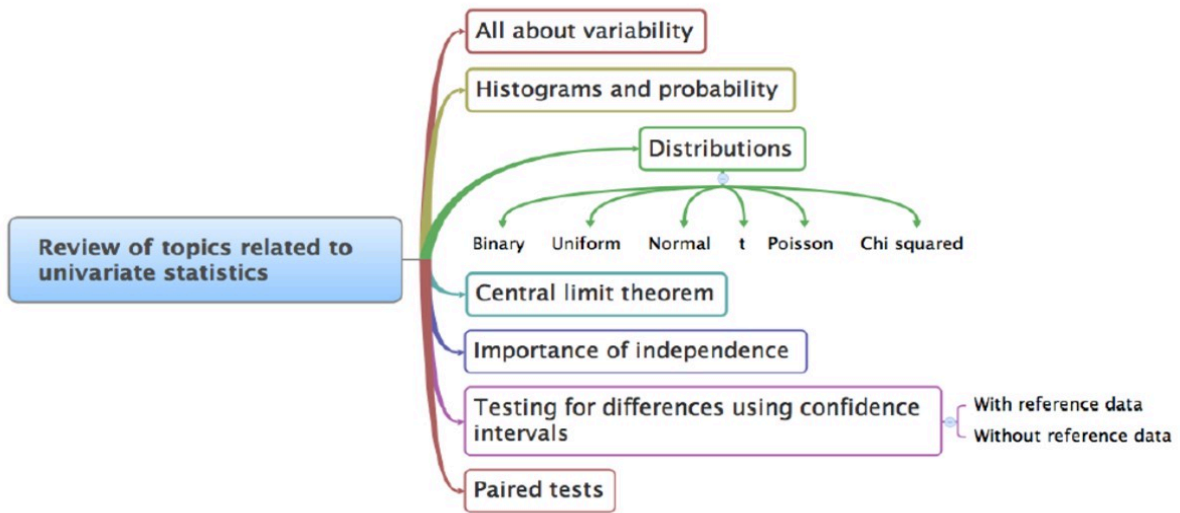 All about variability
Histograms and probability
Distributions
Binary Uniform Normal t Poisson Chi squared
Review of topics related to
univariate statistics
Central limit theorem
Importance of independence
Testing for differences using confidence
intervals
With reference data
Without reference data
Paired tests